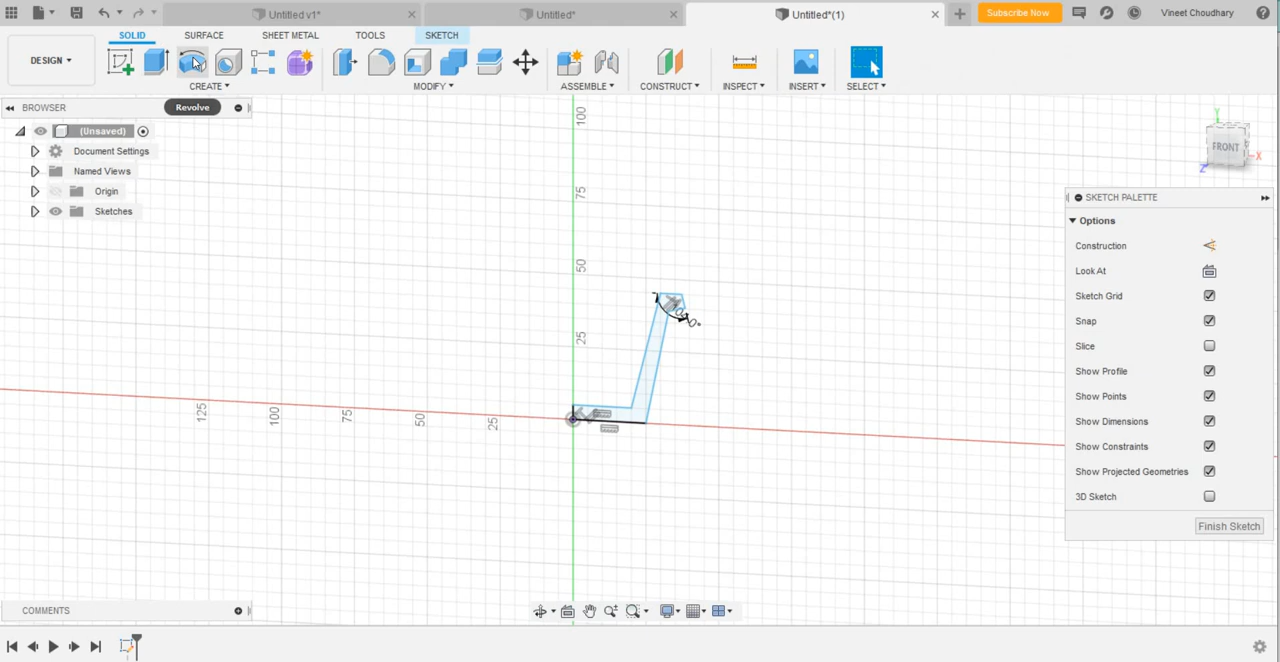 Untitled v1*
Untitled*
Untitled*(1)
Subscribe Now
Vineet Choudhary
SOLID
SURFACE
SHEET METAL
TOOLS
SKETCH
DESIGN
CREATE
MODIFY
ASSEMBLE
CONSTRUCT
INSPECT
INSERT
SELECT
BROWSER
Revolve
(Unsaved)
Document Settings
Named Views
Origin
Sketches
100
75
50
25
125
100
75
50
25
Y
FRONT
X
Z
SKETCH PALETTE
Options
Construction
Look At
Sketch Grid
Snap
Slice
Show Profile
Show Points
Show Dimensions
Show Constraints
Show Projected Geometries
3D Sketch
Finish Sketch
COMMENTS